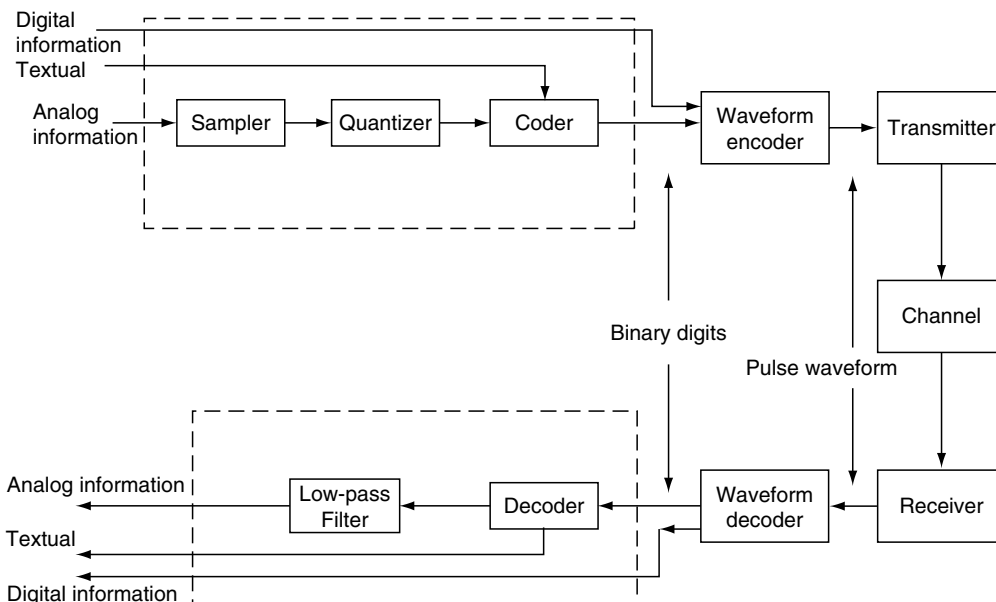 Digital
information
Textual
Analog
information
Sampler
Quantizer
Coder
Waveform
encoder
Transmitter
Channel
Binary digits
Pulse waveform
Analog information
Low-pass
Filter
Decoder
Waveform
decoder
Receiver
Textual
Digital information